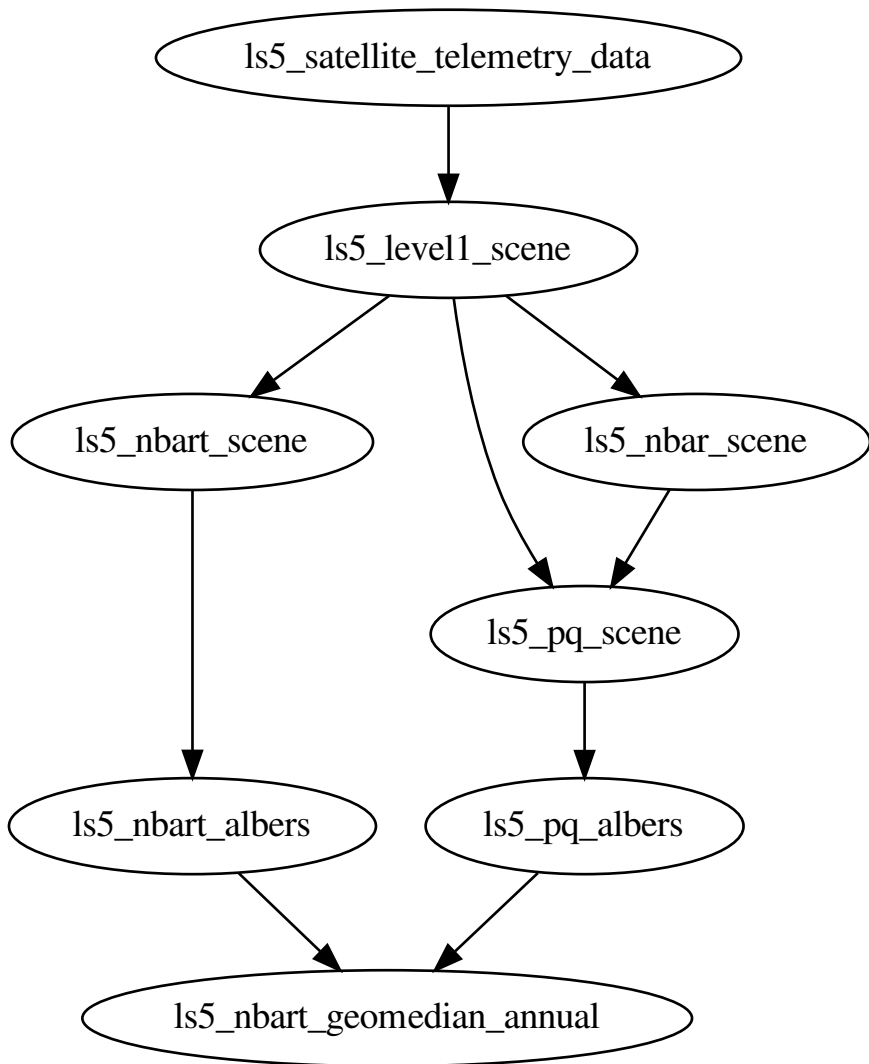 ls5_satellite_telemetry_data
ls5_level1_scene
ls5_nbart_scene
ls5_nbar_scene
ls5_pq_scene
ls5_nbart_albers
ls5_pq_albers
ls5_nbart_geomedian_annual